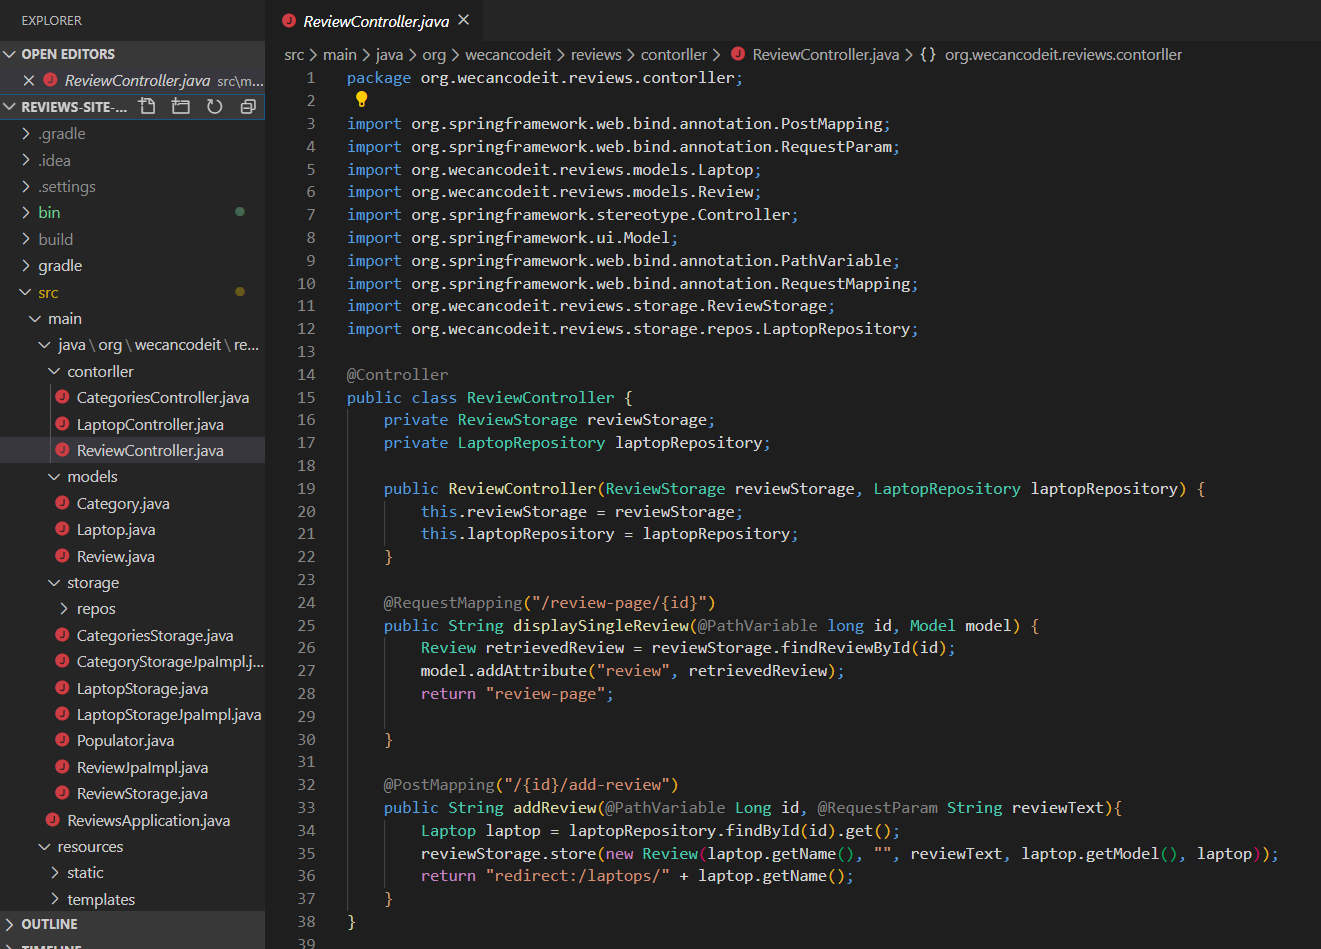 EXPLORER
OPEN EDITORS
ReviewController.java src\m...
REVIEWS-SITE-...
.gradle
.idea
.settings
bin
build
gradle
src
main
java\org\wecancodeit\re...
contorller
CategoriesController.java
LaptopController.java
ReviewController.java
models
Category.java
Laptop.java
Review.java
storage
repos
CategoriesStorage.java
CategoryStorageJpaImpl.j...
LaptopStorage.java
LaptopStorageJpaImpl.java
Populator.java
ReviewJpaImpl.java
ReviewStorage.java
ReviewsApplication.java
resources
static
templates
OUTLINE
TIMELINE
ReviewController.java
src > main > java > org > wecancodeit > reviews > contorller > ReviewController.java > {} org.wecancodeit.reviews.contorller
1 package org.wecancodeit.reviews.contorller;
2
3 import org.springframework.web.bind.annotation.PostMapping;
4 import org.springframework.web.bind.annotation.RequestParam;
5 import org.wecancodeit.reviews.models.Laptop;
6 import org.wecancodeit.reviews.models.Review;
7 import org.springframework.stereotype.Controller;
8 import org.springframework.ui.Model;
9 import org.springframework.web.bind.annotation.PathVariable;
10 import org.springframework.web.bind.annotation.RequestMapping;
11 import org.wecancodeit.reviews.storage.ReviewStorage;
12 import org.wecancodeit.reviews.storage.repos.LaptopRepository;
13
14 @Controller
15 public class ReviewController {
16 private ReviewStorage reviewStorage;
17 private LaptopRepository laptopRepository;
18
19 public ReviewController(ReviewStorage reviewStorage, LaptopRepository laptopRepository) {
20 this.reviewStorage = reviewStorage;
21 this.laptopRepository = laptopRepository;
22 }
23
24 @RequestMapping("/review-page/{id}")
25 public String displaySingleReview(@PathVariable long id, Model model) {
26 Review retrievedReview = reviewStorage.findReviewById(id);
27 model.addAttribute("review", retrievedReview);
28 return "review-page";
29
30 }
31
32 @PostMapping("/{id}/add-review")
33 public String addReview(@PathVariable Long id, @RequestParam String reviewText){
34 Laptop laptop = laptopRepository.findById(id).get();
35 reviewStorage.store(new Review(laptop.getName(), "", reviewText, laptop.getModel(), laptop));
36 return "redirect:/laptops/" + laptop.getName();
37 }
38 }
39